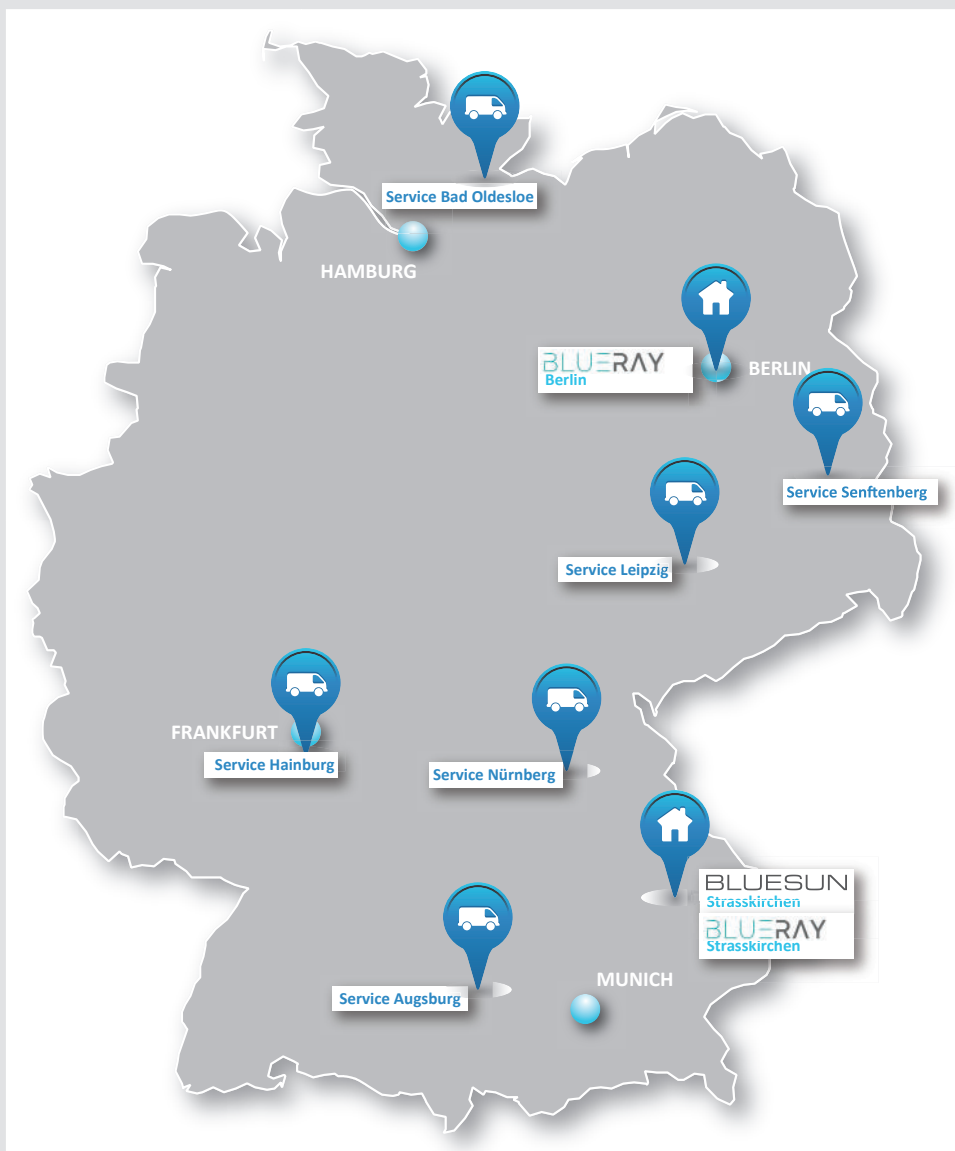 Service Bad Oldesloe
HAMBURG
BLUERAY
Berlin
BERLIN
Service Senftenberg
Service Leipzig
FRANKFURT
Service Hainburg
Service Nürnberg
BLUESUN
Strasskirchen
BLUERAY
Strasskirchen
MUNICH
Service Augsburg